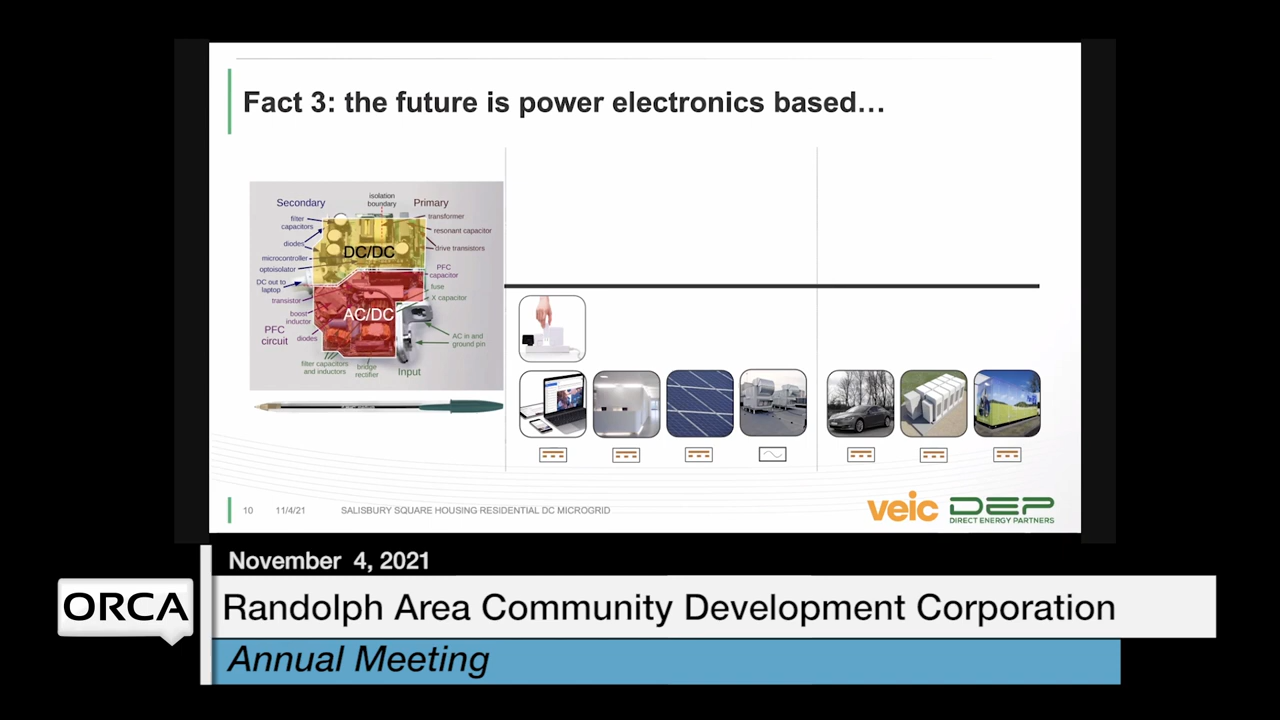 Fact 3: the future is power electronics based…
Secondary
isolation
boundary
Primary
filter
capacitors
transformer
resonant capacitor
diodes
DC/DC
drive transistors
microcontroller
optoisolator
PFC
capacitor
DC out to
laptop
fuse
transistor
X capacitor
boost
inductor
AC/DC
PFC
circuit
diodes
AC in and
ground pin
filter capacitors
and inductors
bridge
rectifier
Input
10 11/4/21 SALISBURY SQUARE HOUSING RESIDENTIAL DC MICROGRID
veic
DEP
DIRECT ENERGY PARTNERS
November 4, 2021
ORCA
Randolph Area Community Development Corporation
Annual Meeting